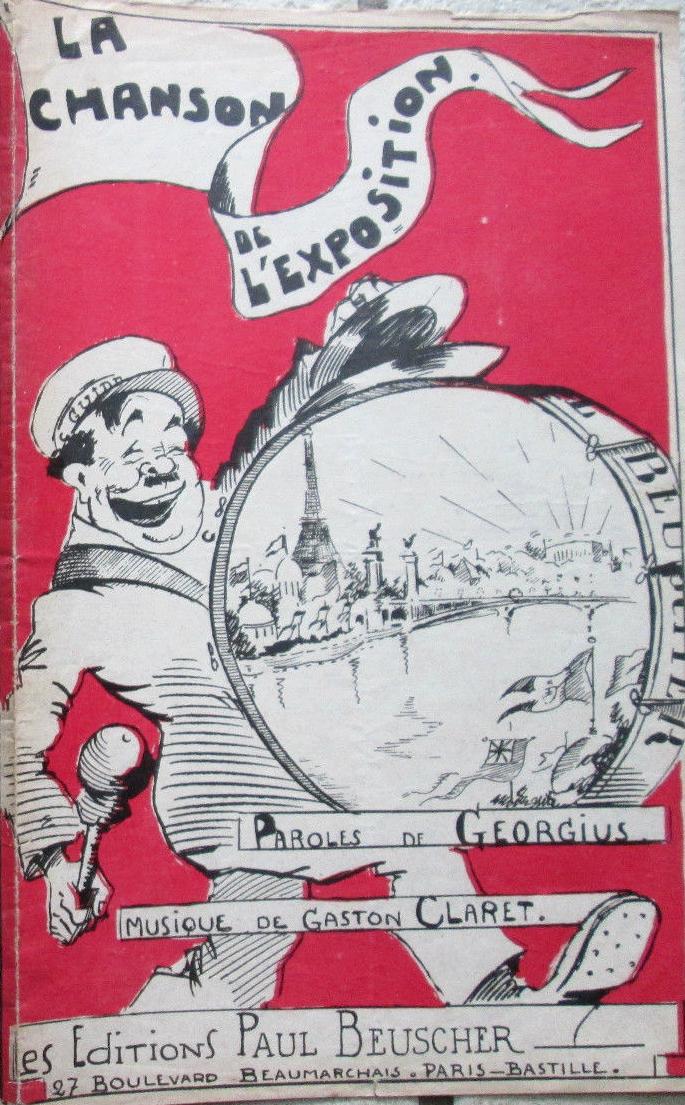 LA
CHANSON
DE
L'EXPOSITION.
PAROLES DE GEORGIUS
MUSIQUE DE GASTON CLARET.
es Editions PAUL BEUSCHER
27 BOULEVARD BEAUMARCHAIS. PARIS-BASTILLE.